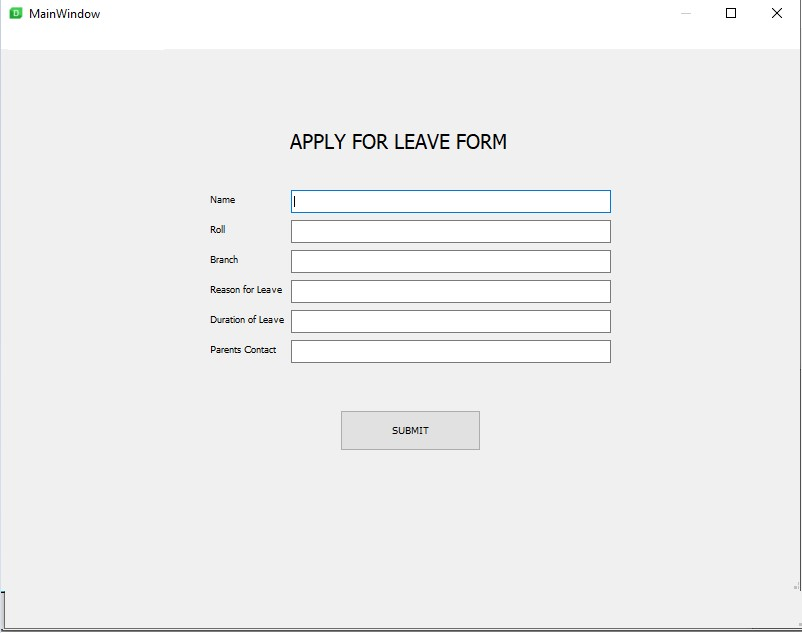 MainWindow
APPLY FOR LEAVE FORM
Name
Roll
Branch
Reason for Leave
Duration of Leave
Parents Contact
SUBMIT